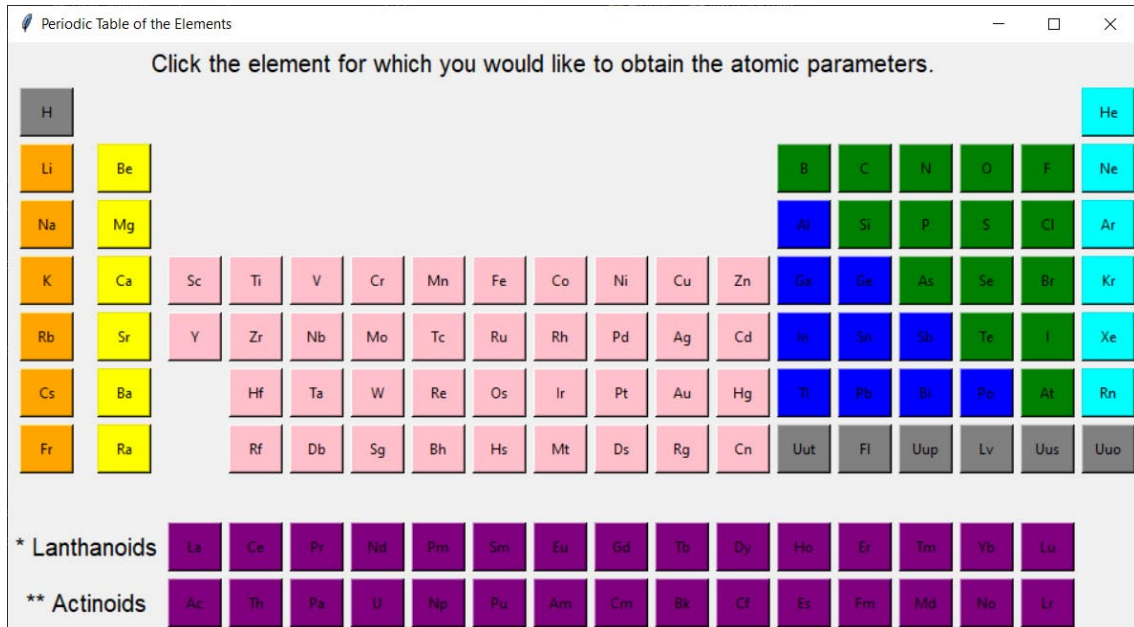 Periodic Table of the Elements
Click the element for which you would like to obtain the atomic parameters.
H He
Li Be B C N O F Ne
Na Mg Al Si P S Cl Ar
K Ca Sc Ti V Cr Mn Fe Co Ni Cu Zn Ga Ge As Se Br Kr
Rb Sr Y Zr Nb Mo Tc Ru Rh Pd Ag Cd In Sn Sb Te I Xe
Cs Ba Hf Ta W Re Os Ir Pt Au Hg Tl Pb Bi Po At Rn
Fr Ra Rf Db Sg Bh Hs Mt Ds Rg Cn Uut Fl Uup Lv Uus Uuo
* Lanthanoids La Ce Pr Nd Pm Sm Eu Gd Tb Dy Ho Er Tm Yb Lu
** Actinoids Ac Th Pa U Np Pu Am Cm Bk Cf Es Fm Md No Lr